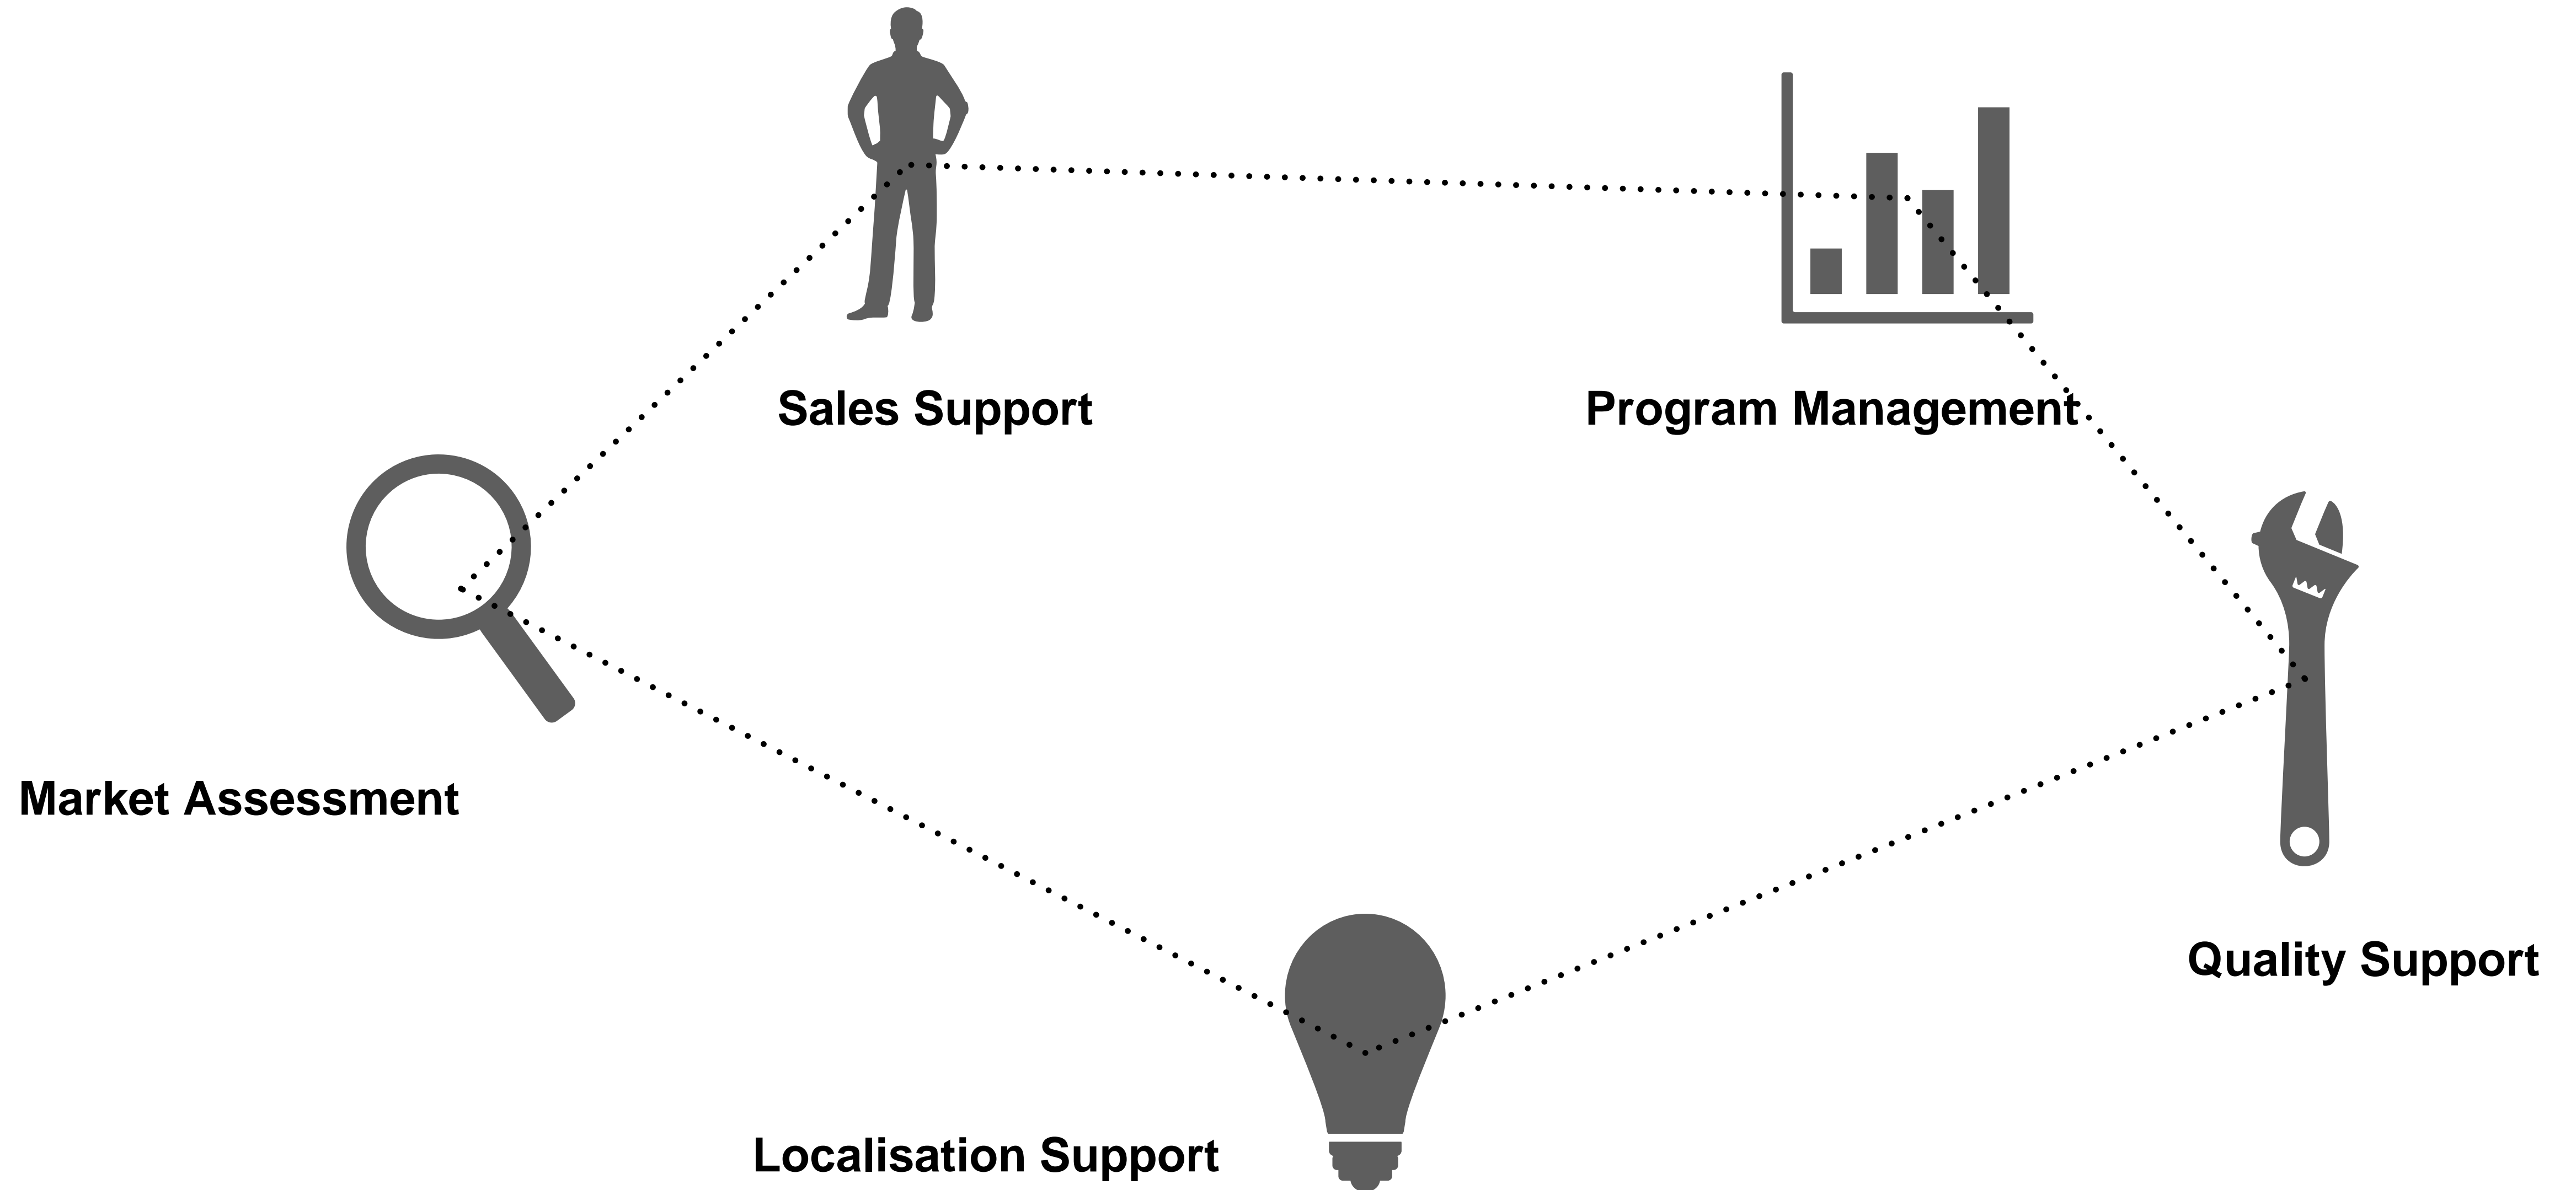 Sales Support
Program Management
Market Assessment
Quality Support
Localisation Support